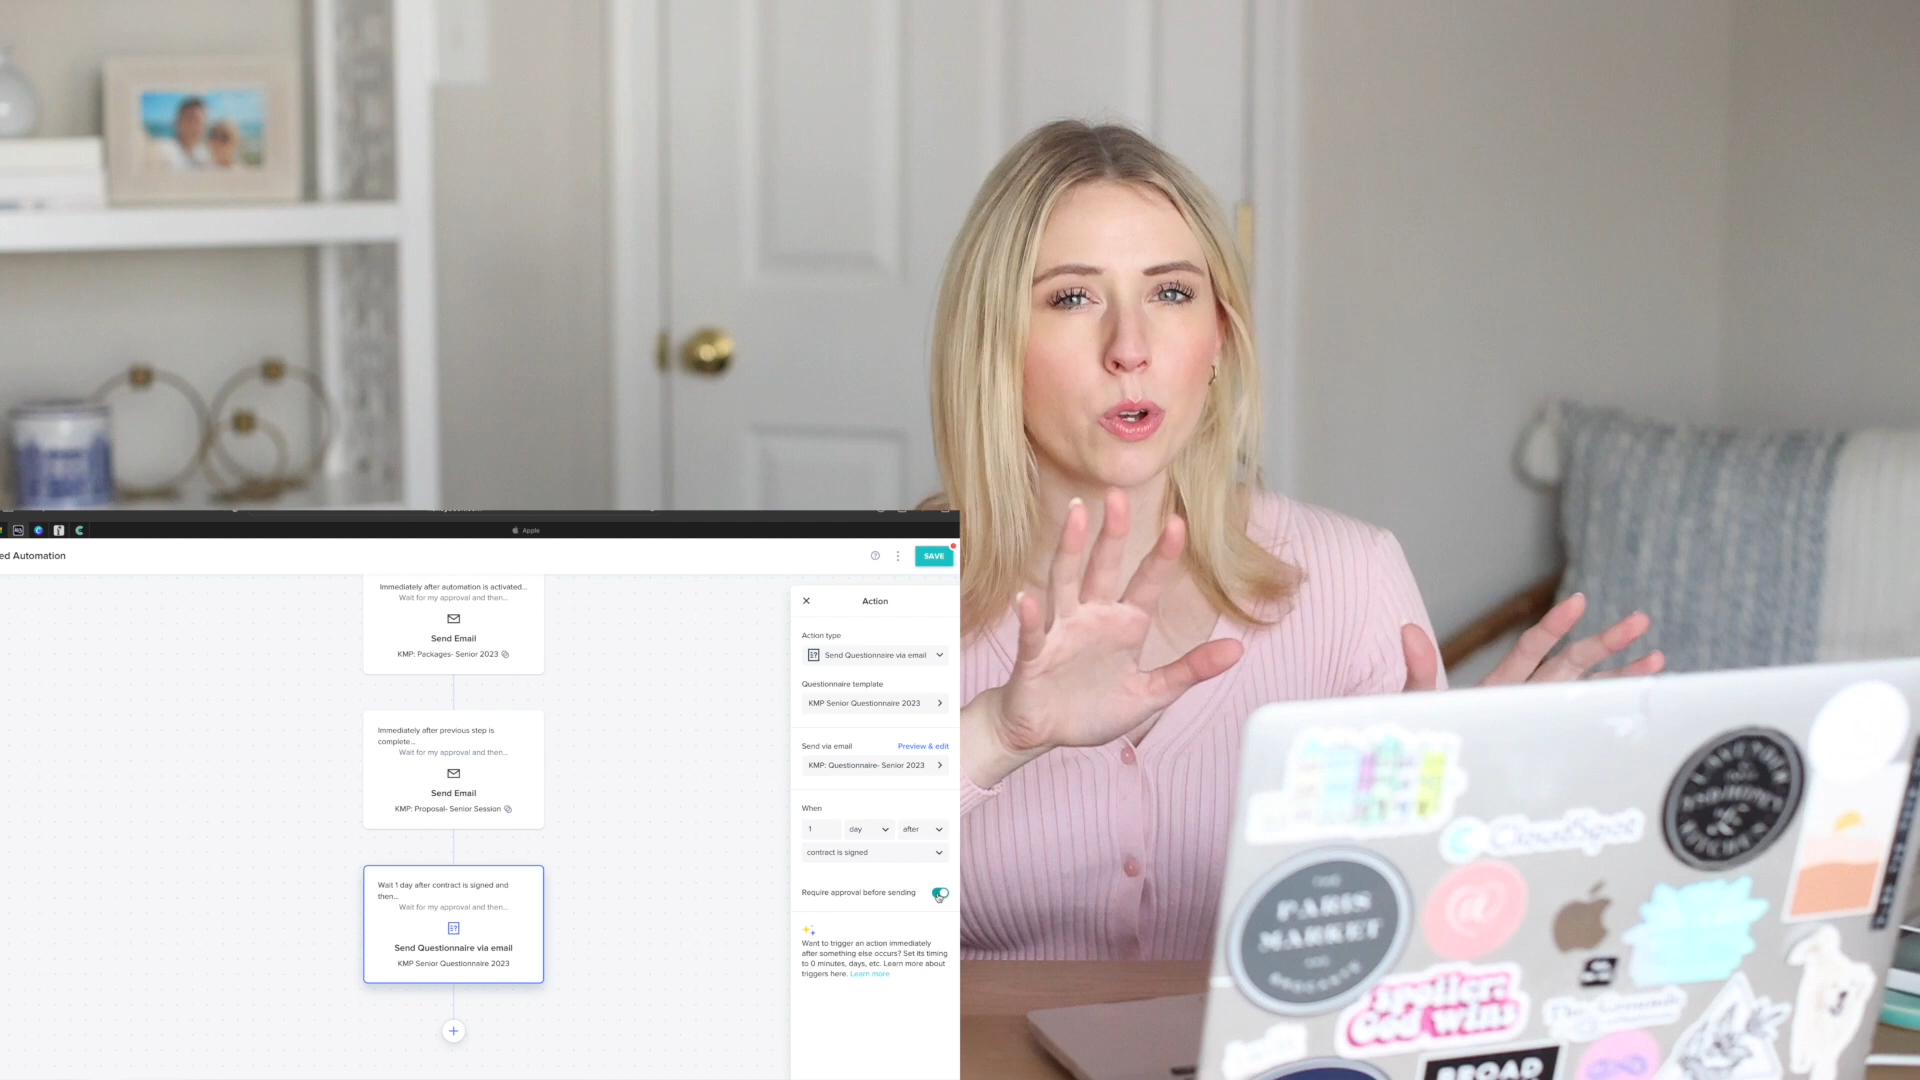 Apple
ed Automation
SAVE
Immediately after automation is activated...
Wait for my approval and then...
Send Email
KMP: Packages- Senior 2023
Immediately after previous step is
complete...
Wait for my approval and then...
Send Email
KMP: Proposal- Senior Session
Wait 1 day after contract is signed and
then...
Wait for my approval and then...
Send Questionnaire via email
KMP Senior Questionnaire 2023
Action
Action type
Send Questionnaire via email
Questionnaire template
KMP Senior Questionnaire 2023
Send via email Preview & edit
KMP: Questionnaire- Senior 2023
When
1 day after
contract is signed
Require approval before sending
Want to trigger an action immediately
after something else occurs? Set its timing
to 0 minutes, days, etc. Learn more about
triggers here. Learn more
CloudSpot
PARIS
MARKET
spoiler:
God wins
BROAD